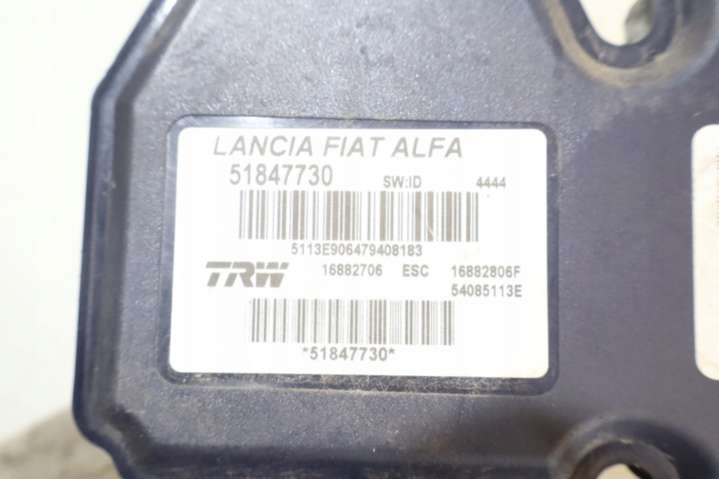 LANCIA FIAT ALFA
51847730 SW:ID 4444
5113E906479408183
TRW 16882706 ESC 16882806F
54085113E
*51847730*